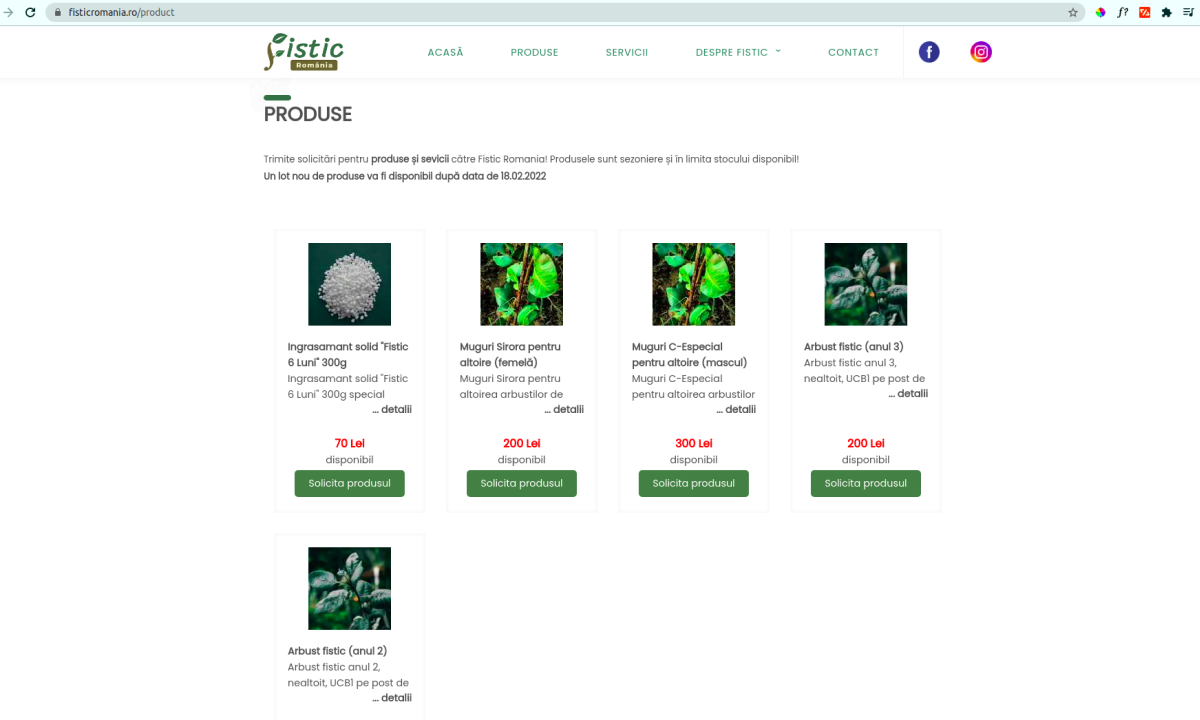 fisticromania.ro/product
f?
Fistic
România
ACASĂ
PRODUSE
SERVICII
DESPRE FISTIC
CONTACT
PRODUSE
Trimite solicitări pentru produse și sevicii către Fistic Romania! Produsele sunt sezoniere și în limita stocului disponibil!
Un lot nou de produse va fi disponibil după data de 18.02.2022
Ingrasamant solid "Fistic
6 Luni" 300g
Ingrasamant solid "Fistic
6 Luni" 300g special
... detalii
70 Lei
disponibil
Solicita produsul
Muguri Sirora pentru
altoire (femelă)
Muguri Sirora pentru
altoirea arbustilor de
... detalii
200 Lei
disponibil
Solicita produsul
Muguri C-Especial
pentru altoire (mascul)
Muguri C-Especial
pentru altoirea arbustilor
... detalii
300 Lei
disponibil
Solicita produsul
Arbust fistic (anul 3)
Arbust fistic anul 3,
nealtoit, UCB1 pe post de
... detalii
200 Lei
disponibil
Solicita produsul
Arbust fistic (anul 2)
Arbust fistic anul 2,
nealtoit, UCB1 pe post de
... detalii